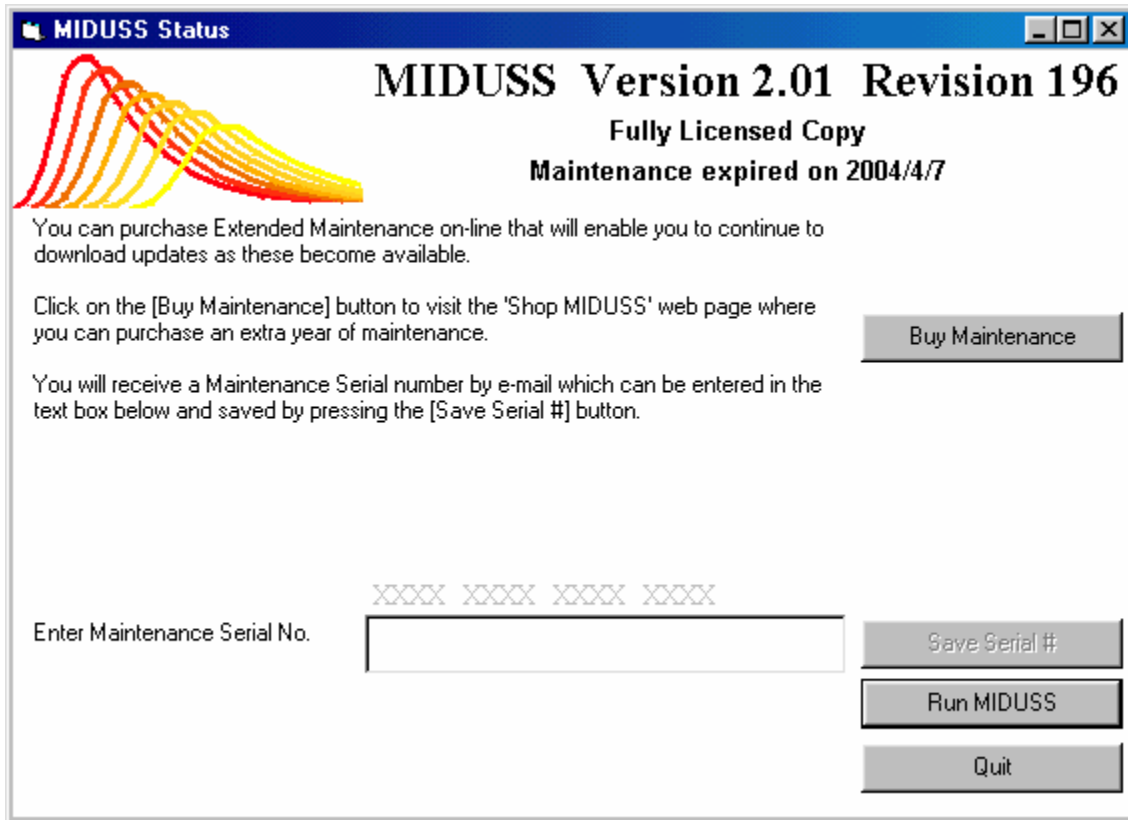 MIDUSS Status
MIDUSS Version 2.01 Revision 196
Fully Licensed Copy
Maintenance expired on 2004/4/7
You can purchase Extended Maintenance on-line that will enable you to continue to
download updates as these become available.
Click on the [Buy Maintenance] button to visit the 'Shop MIDUSS' web page where
you can purchase an extra year of maintenance.
Buy Maintenance
You will receive a Maintenance Serial number by e-mail which can be entered in the
text box below and saved by pressing the [Save Serial #] button.
XXXX XXXX XXXX XXXX
Enter Maintenance Serial No.
Save Serial #
Run MIDUSS
Quit